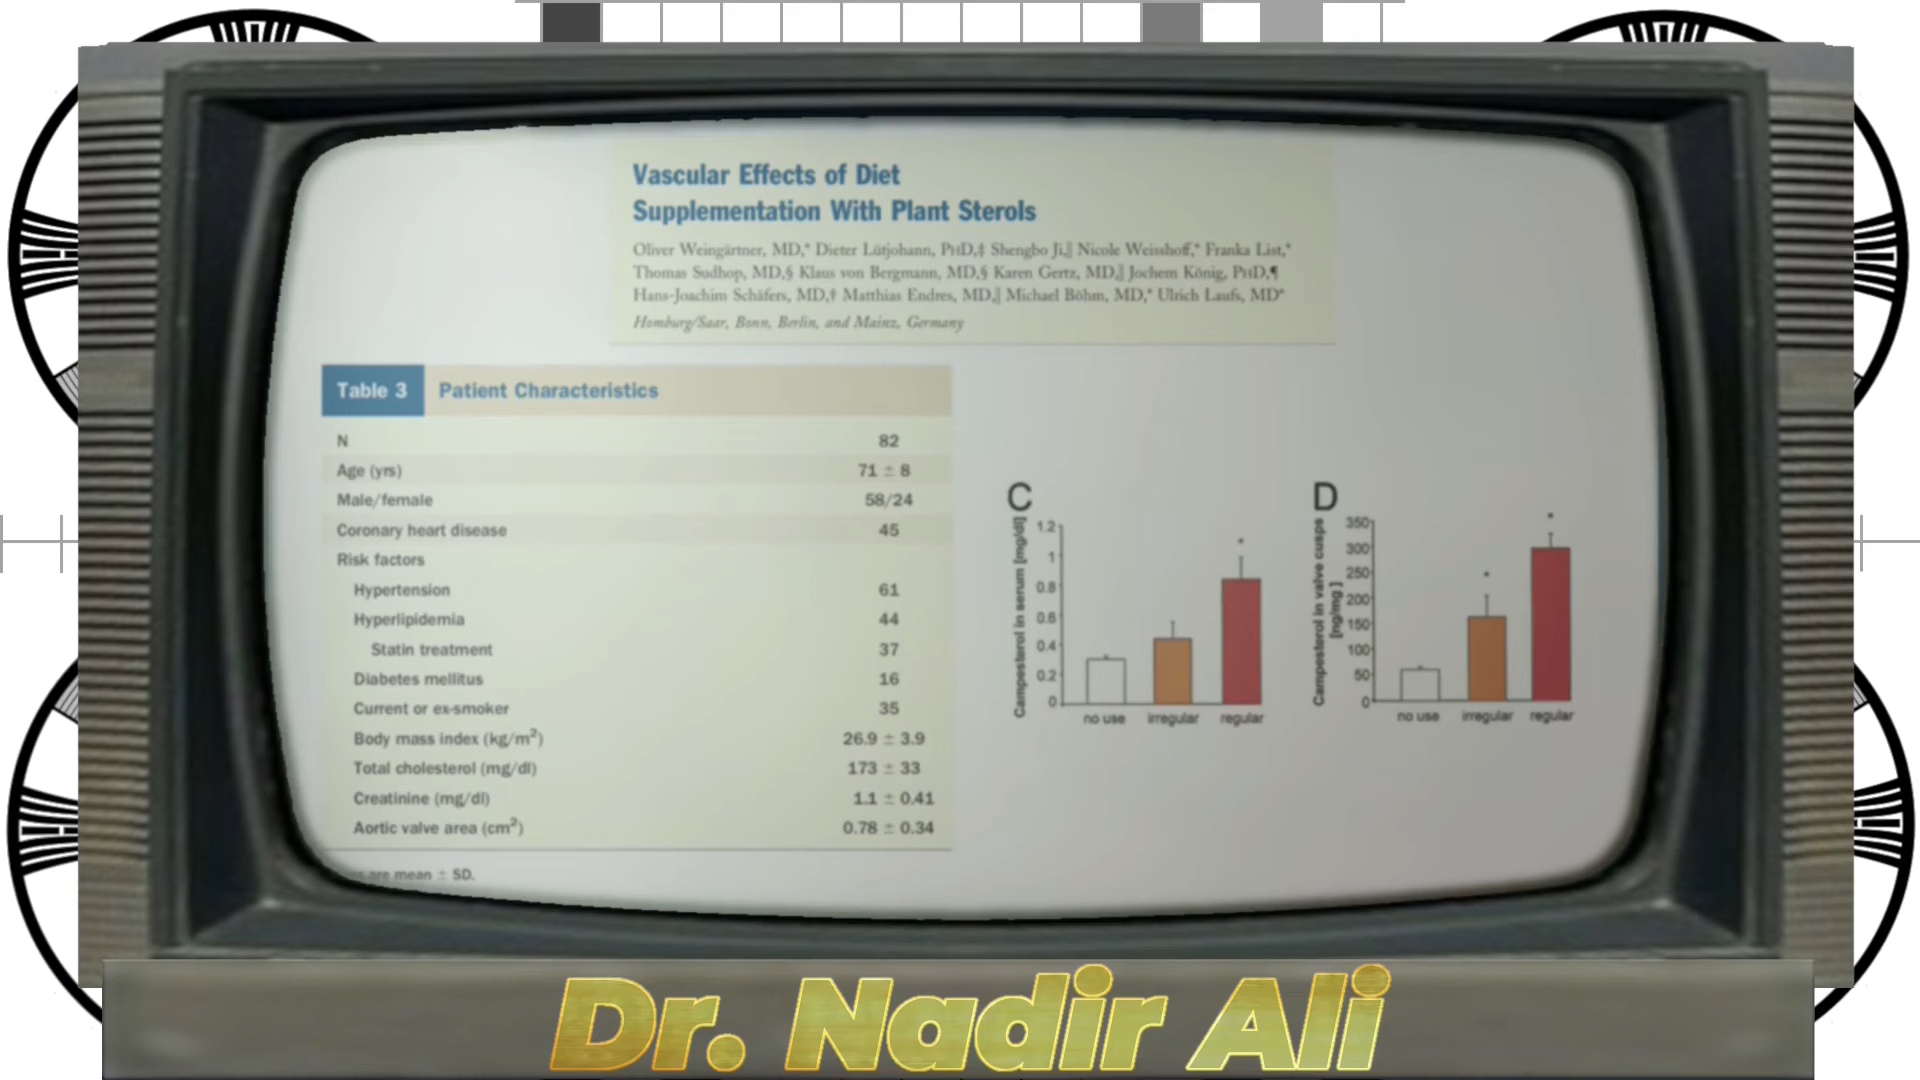 Vascular Effects of Diet
Supplementation With Plant Sterols
Oliver Weingärtner, MD,* Dieter Lütjohann, PHD,‡ Shengbo Ji,|| Nicole Weisshoff,* Franka List,*
Thomas Sudhop, MD,§ Klaus von Bergmann, MD,§ Karen Gertz, MD,|| Jochem König, PHD,¶
Hans-Joachim Schäfers, MD,† Matthias Endres, MD,|| Michael Böhm, MD,* Ulrich Laufs, MD*
Homburg/Saar, Bonn, Berlin, and Mainz, Germany
Table 3 Patient Characteristics
N 82
Age (yrs) 71 ± 8
Male/female 58/24
Coronary heart disease 45
Risk factors
Hypertension 61
Hyperlipidemia 44
Statin treatment 37
Diabetes mellitus 16
Current or ex-smoker 35
Body mass index (kg/m²) 26.9 ± 3.9
Total cholesterol (mg/dl) 173 ± 33
Creatinine (mg/dl) 1.1 ± 0.41
Aortic valve area (cm²) 0.78 ± 0.34
are mean ± SD.
C
Campesterol in serum [mg/dl]
1.2
1
0.8
0.6
0.4
0.2
0
*
no use irregular regular
D
Campesterol in valve cusps
[ng/mg]
350
300
250
200
150
100
50
0
*
*
no use irregular regular
Dr. Nadir Ali